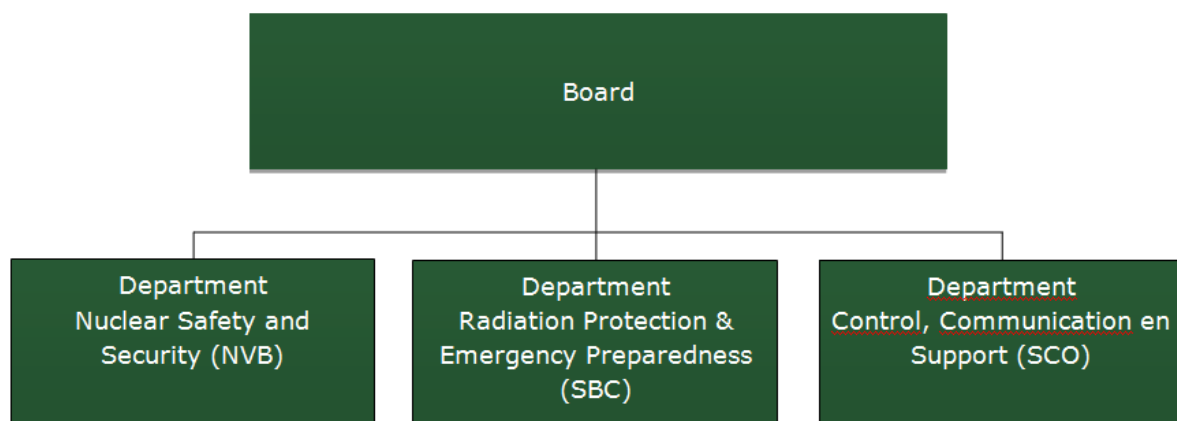 Board
Department
Nuclear Safety and
Security (NVB)
Department
Radiation Protection &
Emergency Preparedness
(SBC)
Department
Control, Communication en
Support (SCO)